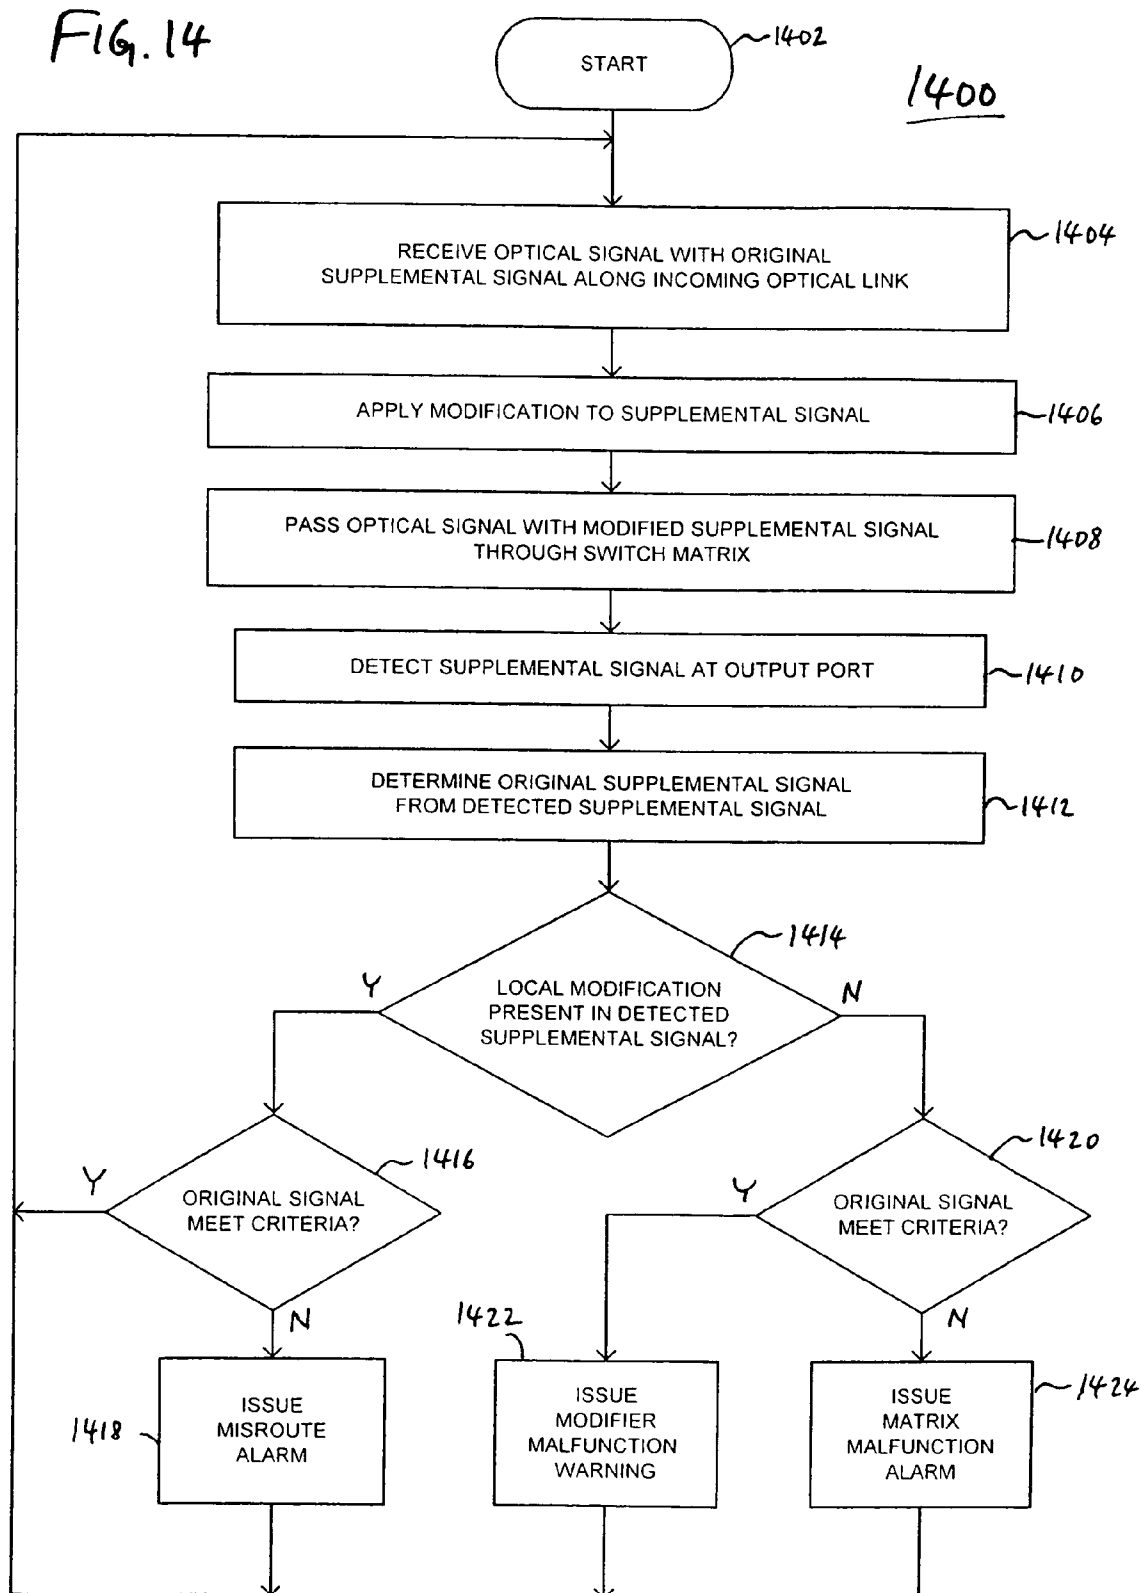 FIG. 14
START
1402
1400
RECEIVE OPTICAL SIGNAL WITH ORIGINAL
SUPPLEMENTAL SIGNAL ALONG INCOMING OPTICAL LINK
1404
APPLY MODIFICATION TO SUPPLEMENTAL SIGNAL
1406
PASS OPTICAL SIGNAL WITH MODIFIED SUPPLEMENTAL SIGNAL
THROUGH SWITCH MATRIX
1408
DETECT SUPPLEMENTAL SIGNAL AT OUTPUT PORT
1410
DETERMINE ORIGINAL SUPPLEMENTAL SIGNAL
FROM DETECTED SUPPLEMENTAL SIGNAL
1412
1414
Y
LOCAL MODIFICATION
PRESENT IN DETECTED
SUPPLEMENTAL SIGNAL?
N
1416
Y
ORIGINAL SIGNAL
MEET CRITERIA?
N
1420
Y
ORIGINAL SIGNAL
MEET CRITERIA?
N
1418
ISSUE
MISROUTE
ALARM
1422
ISSUE
MODIFIER
MALFUNCTION
WARNING
1424
ISSUE
MATRIX
MALFUNCTION
ALARM